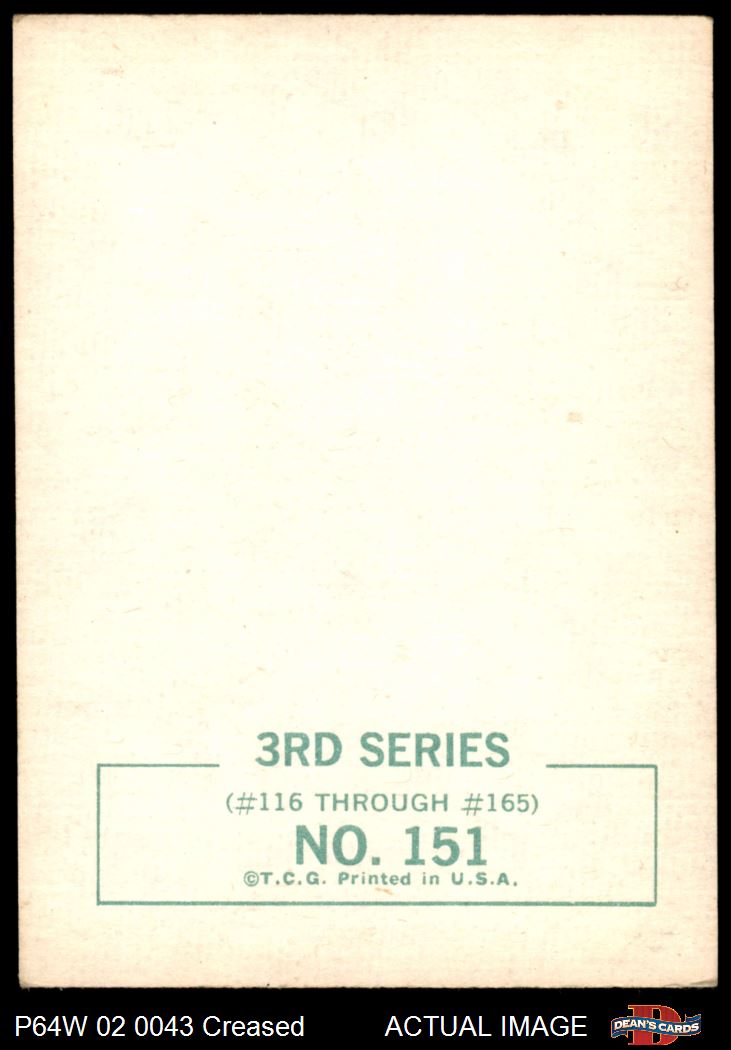 3RD SERIES
(#116 THROUGH #165)
NO. 151
©T.C.G. Printed in U.S.A.
P64W 02 0043 Creased ACTUAL IMAGE
D
DEAN'S CARDS